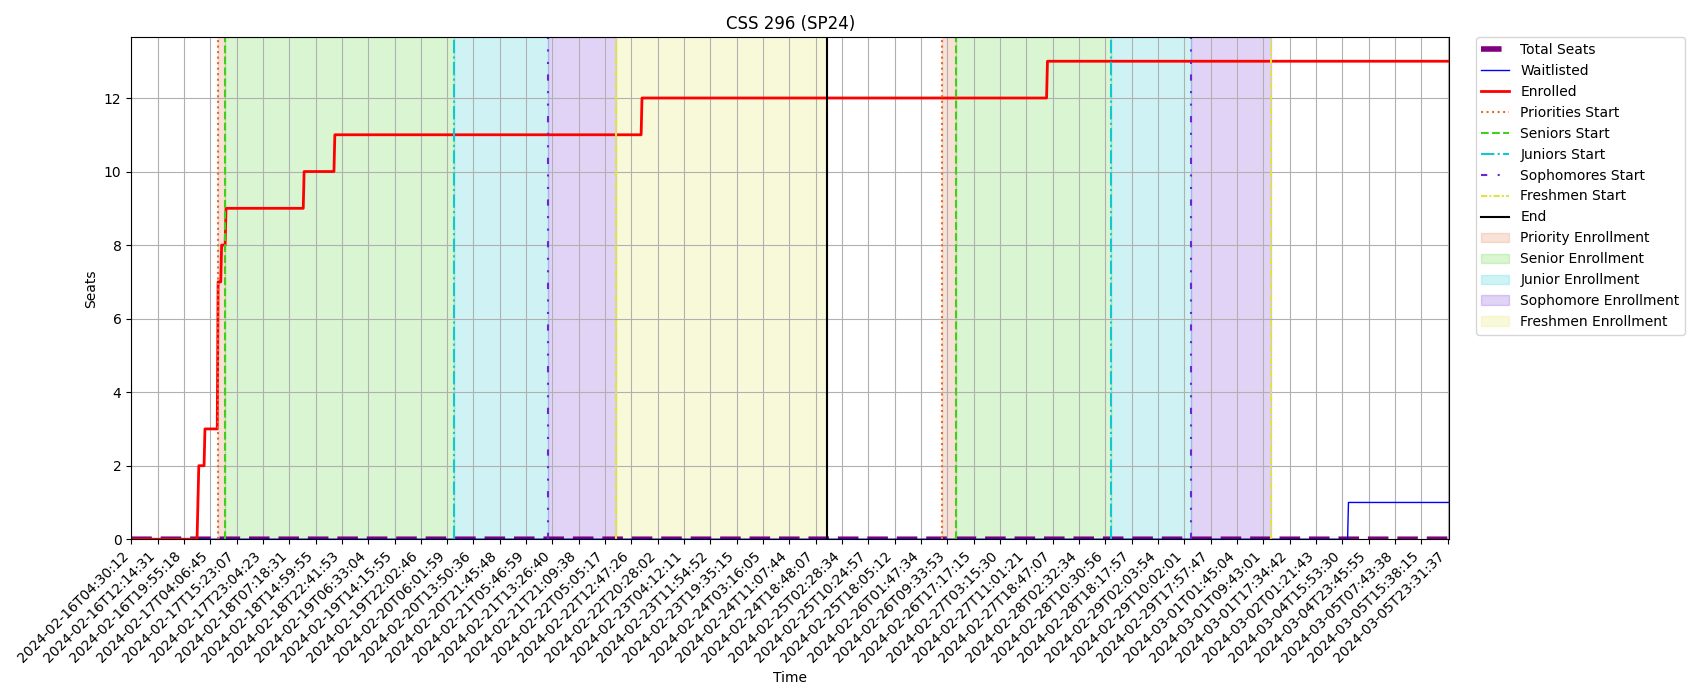 CSS 296 (SP24)
Seats
12
10
8
6
4
2
0
2024-02-16T04:30:12
2024-02-16T12:14:31
2024-02-16T19:55:18
2024-02-17T04:06:45
2024-02-17T15:23:07
2024-02-17T23:04:23
2024-02-18T07:18:31
2024-02-18T14:59:55
2024-02-18T22:41:53
2024-02-19T06:33:04
2024-02-19T14:15:55
2024-02-19T22:02:46
2024-02-20T06:01:59
2024-02-20T13:50:36
2024-02-20T21:45:48
2024-02-21T05:46:59
2024-02-21T13:26:40
2024-02-21T21:09:38
2024-02-22T05:05:17
2024-02-22T12:47:26
2024-02-22T20:28:02
2024-02-23T04:12:11
2024-02-23T11:54:52
2024-02-23T19:35:15
2024-02-24T03:16:05
2024-02-24T11:07:44
2024-02-24T18:48:07
2024-02-25T02:28:34
2024-02-25T10:24:57
2024-02-25T18:05:12
2024-02-26T01:47:34
2024-02-26T09:33:53
2024-02-26T17:17:15
2024-02-27T03:15:30
2024-02-27T11:01:21
2024-02-27T18:47:07
2024-02-28T02:32:34
2024-02-28T10:30:56
2024-02-28T18:17:57
2024-02-29T02:03:54
2024-02-29T10:02:01
2024-02-29T17:57:47
2024-03-01T01:45:04
2024-03-01T09:43:01
2024-03-01T17:34:42
2024-03-02T01:21:43
2024-03-04T15:53:30
2024-03-04T23:45:55
2024-03-05T07:43:38
2024-03-05T15:38:15
2024-03-05T23:31:37
Time
Total Seats
Waitlisted
Enrolled
Priorities Start
Seniors Start
Juniors Start
Sophomores Start
Freshmen Start
End
Priority Enrollment
Senior Enrollment
Junior Enrollment
Sophomore Enrollment
Freshmen Enrollment